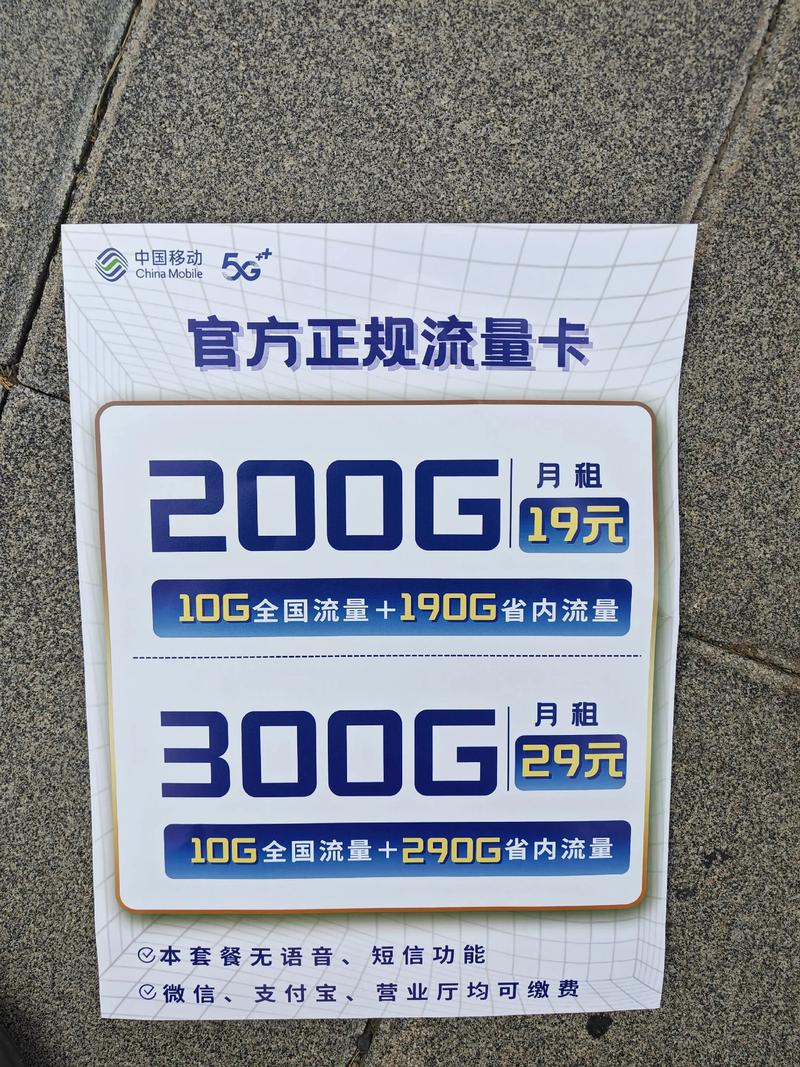 中国移动
China Mobile
5G++
官方正规流量卡
200G
月租
19元
10G全国流量+190G省内流量
300G
月租
29元
10G全国流量+290G省内流量
本套餐无语音、短信功能
微信、支付宝、营业厅均可缴费